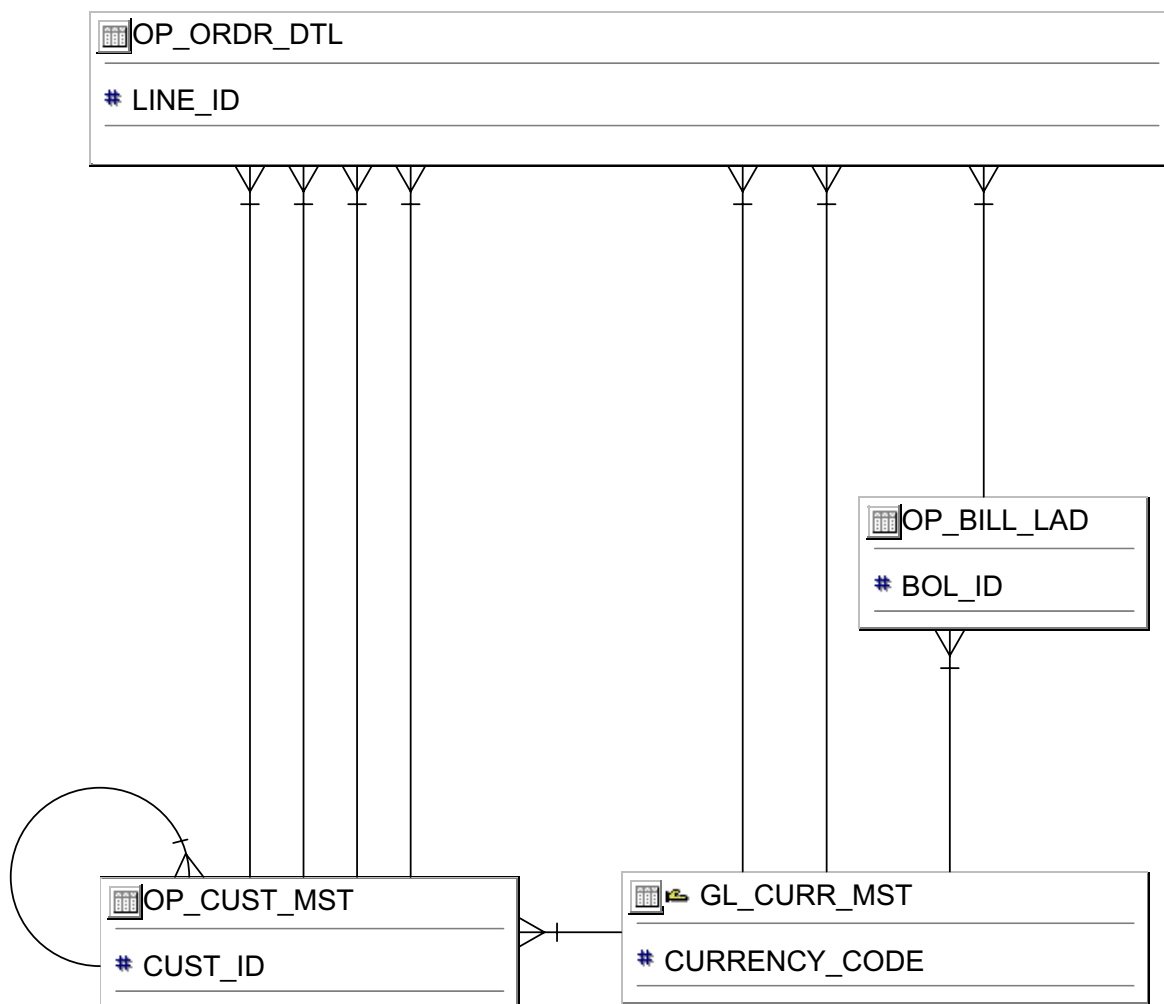 OP_ORDR_DTL
# LINE_ID
OP_BILL_LAD
# BOL_ID
OP_CUST_MST
# CUST_ID
GL_CURR_MST
# CURRENCY_CODE